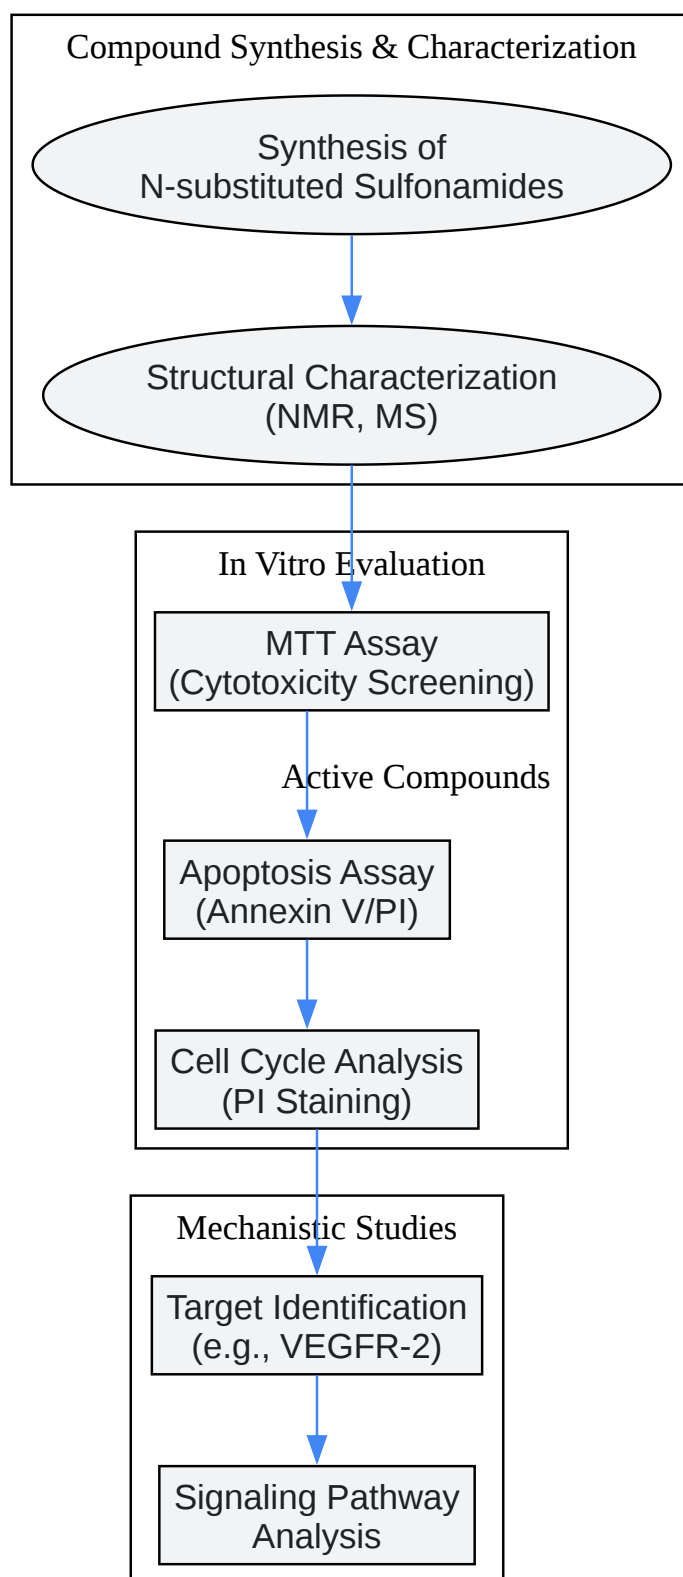 Compound Synthesis & Characterization
Synthesis of
N-substituted Sulfonamides
Structural Characterization
(NMR, MS)
In Vitro Evaluation
MTT Assay
(Cytotoxicity Screening)
Active Compounds
Apoptosis Assay
(Annexin V/PI)
Cell Cycle Analysis
(PI Staining)
Mechanistic Studies
Target Identification
(e.g., VEGFR-2)
Signaling Pathway
Analysis